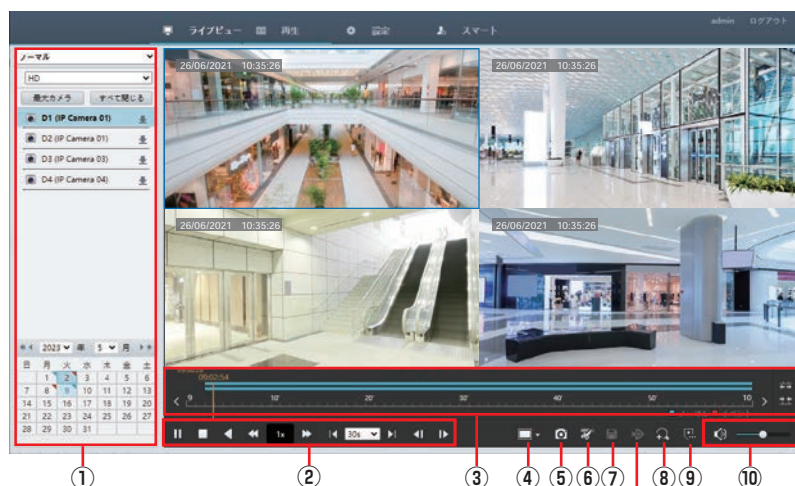 admin ログアウト
ライブビュー 再生 設定 スマート
ノーマル
HD
最大カメラ すべて閉じる
D1 (IP Camera 01)
D2 (IP Camera 01)
D3 (IP Camera 03)
D4 (IP Camera 04)
26/06/2021 10:35:26
26/06/2021 10:35:26
26/06/2021 10:35:26
26/06/2021 10:35:26
2023 年 5 月
日 月 火 水 木 金 土
1 2 3 4 5 6
7 8 9 10 11 12 13
14 15 16 17 18 19 20
21 22 23 24 25 26 27
28 29 30 31
09:02:54
9 10' 20' 30' 40' 50' 10
1x 30s
① ② ③ ④ ⑤ ⑥ ⑦ ⑧ ⑨ ⑩